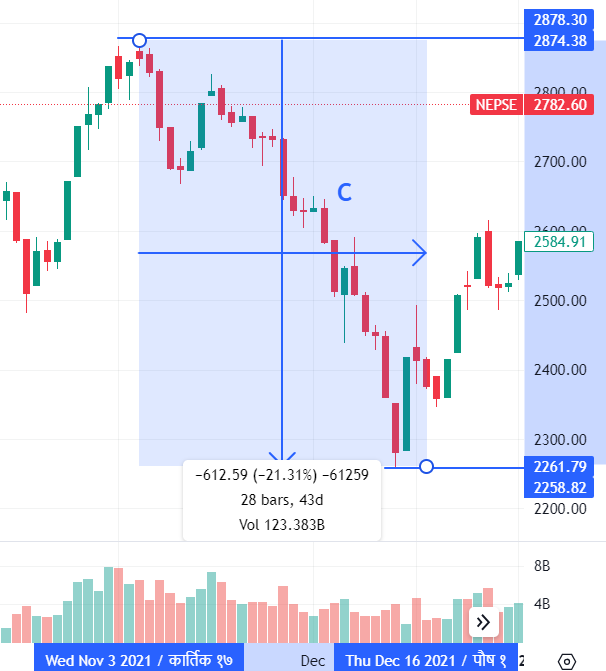 2878.30
2874.38
2800.00
NEPSE 2782.60
2700.00
C
2600.00
2584.91
2500.00
2400.00
2300.00
−612.59 (−21.31%) −61259
28 bars, 43d
Vol 123.383B
2261.79
2258.82
2200.00
8B
4B
Wed Nov 3 2021 / कार्तिक १७
Dec
Thu Dec 16 2021 / पौष १